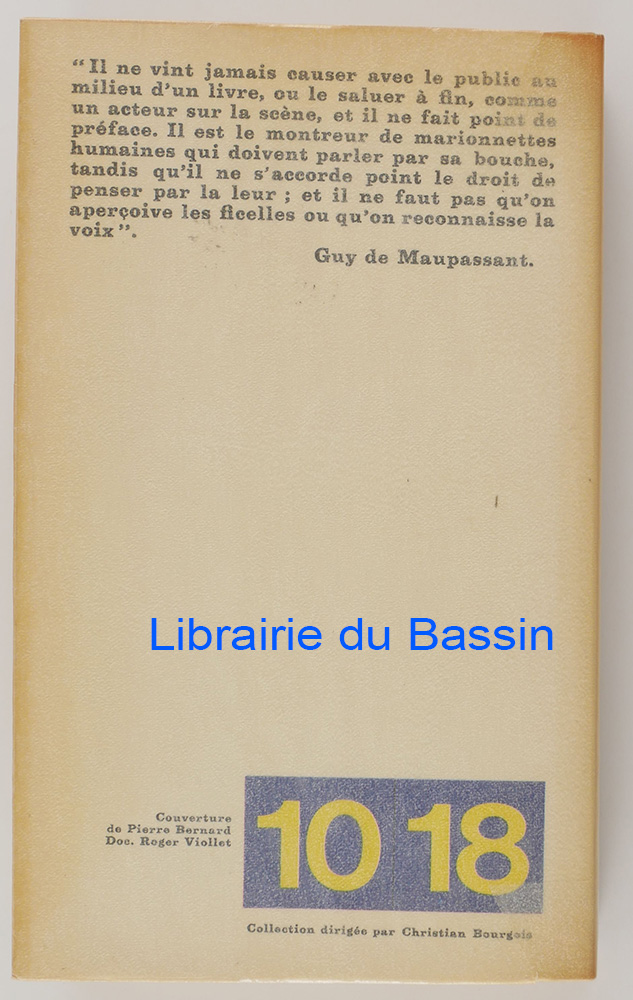 “Il ne vint jamais causer avec le public au
milieu d’un livre, ou le saluer à fin, comme
un acteur sur la scène, et il ne fait point de
préface. Il est le montreur de marionnettes
humaines qui doivent parler par sa bouche,
tandis qu’il ne s’accorde point le droit de
penser par la leur ; et il ne faut pas qu’on
aperçoive les ficelles ou qu’on reconnaisse la
voix”.
Guy de Maupassant.
Librairie du Bassin
Couverture
de Pierre Bernard
Doc. Roger Viollet
10 18
Collection dirigée par Christian Bourgois